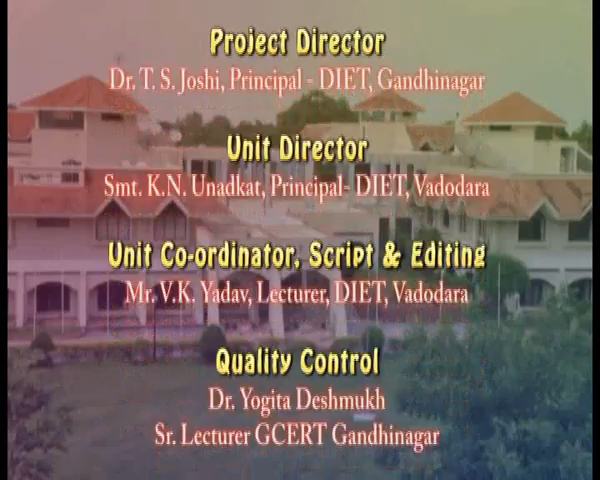 Project Director
Dr. T. S. Joshi, Principal - DIET, Gandhinagar
Unit Director
Smt. K.N. Unadkat, Principal- DIET, Vadodara
Unit Co-ordinator, Script & Editing
Mr. V.K. Yadav, Lecturer, DIET, Vadodara
Quality Control
Dr. Yogita Deshmukh
Sr. Lecturer GCERT Gandhinagar